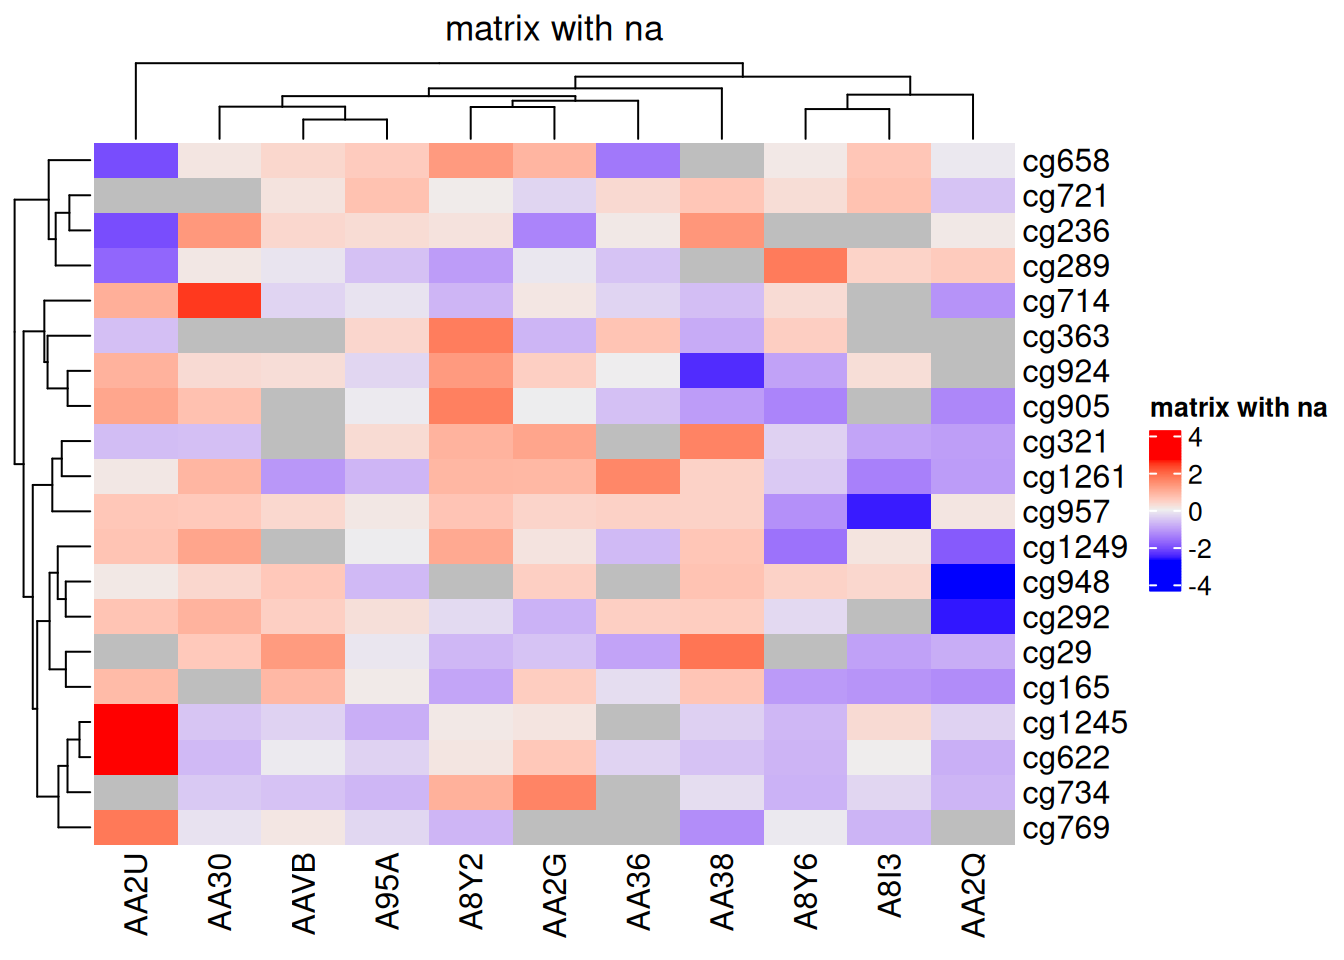 matrix with na
cg658
cg721
cg236
cg289
cg714
cg363
cg924
cg905
cg321
cg1261
cg957
cg1249
cg948
cg292
cg29
cg165
cg1245
cg622
cg734
cg769
AA2U
AA30
AAVB
A95A
A8Y2
AA2G
AA36
AA38
A8Y6
A8I3
AA2Q
matrix with na
4
2
0
-2
-4